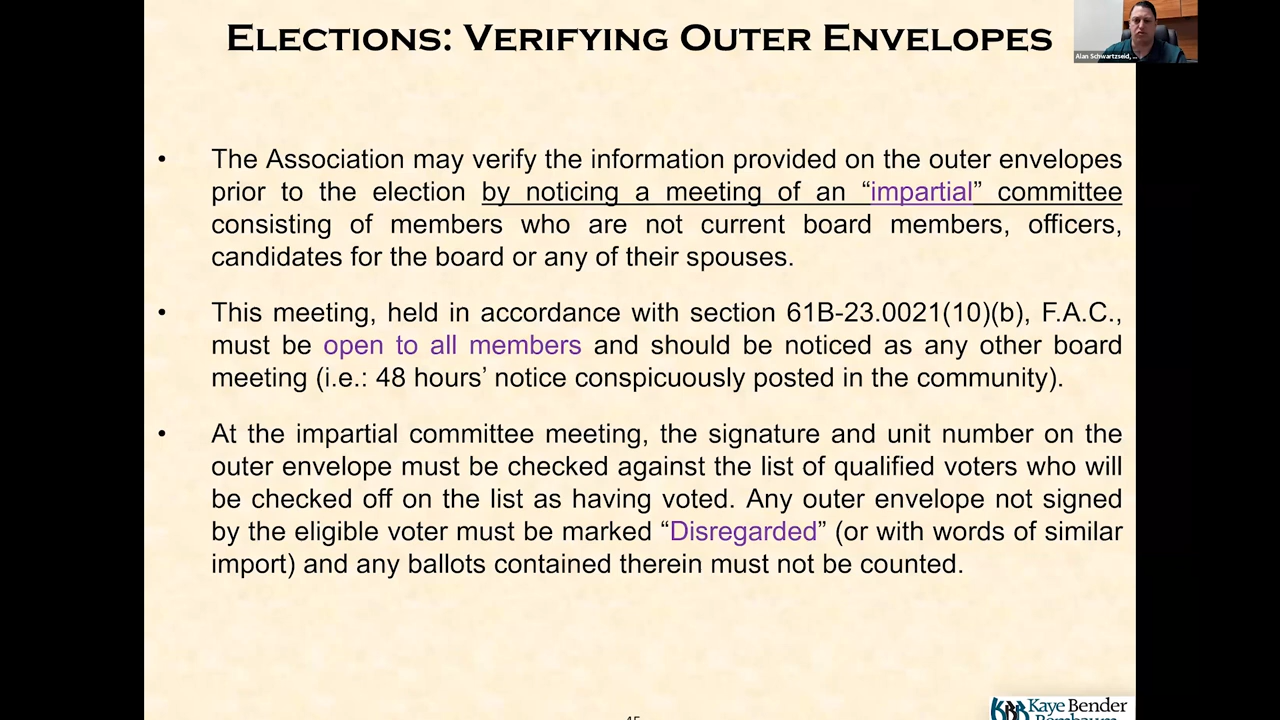 ELECTIONS: VERIFYING OUTER ENVELOPES
Alan Schwartzseid, ...
• The Association may verify the information provided on the outer envelopes
prior to the election by noticing a meeting of an “impartial” committee
consisting of members who are not current board members, officers,
candidates for the board or any of their spouses.
• This meeting, held in accordance with section 61B-23.0021(10)(b), F.A.C.,
must be open to all members and should be noticed as any other board
meeting (i.e.: 48 hours’ notice conspicuously posted in the community).
• At the impartial committee meeting, the signature and unit number on the
outer envelope must be checked against the list of qualified voters who will
be checked off on the list as having voted. Any outer envelope not signed
by the eligible voter must be marked “Disregarded” (or with words of similar
import) and any ballots contained therein must not be counted.
KBR Kaye Bender